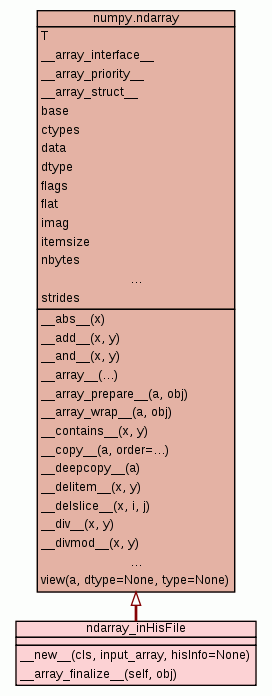 numpy.ndarray
T
__array_interface__
__array_priority__
__array_struct__
base
ctypes
data
dtype
flags
flat
imag
itemsize
nbytes
...
strides
__abs__(x)
__add__(x, y)
__and__(x, y)
__array__(...)
__array_prepare__(a, obj)
__array_wrap__(a, obj)
__contains__(x, y)
__copy__(a, order=...)
__deepcopy__(a)
__delitem__(x, y)
__delslice__(x, i, j)
__div__(x, y)
__divmod__(x, y)
...
view(a, dtype=None, type=None)
ndarray_inHisFile
__new__(cls, input_array, hisInfo=None)
__array_finalize__(self, obj)